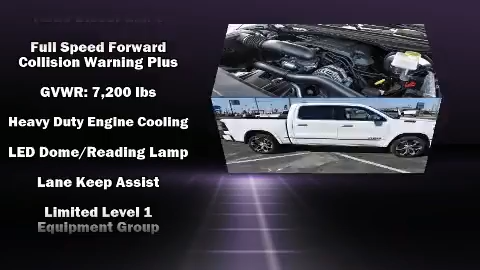 Full Speed Forward
Collision Warning Plus
GVWR: 7,200 lbs
Heavy Duty Engine Cooling
LED Dome/Reading Lamp
Lane Keep Assist
Limited Level 1
Equipment Group